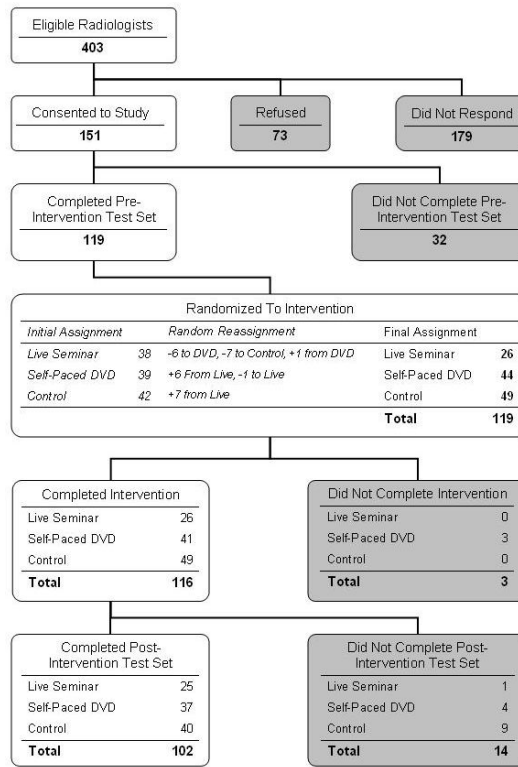 Eligible Radiologists
403
Consented to Study
151
Refused
73
Did Not Respond
179
Completed Pre-
Intervention Test Set
119
Did Not Complete Pre-
Intervention Test Set
32
Randomized To Intervention
Initial Assignment Random Reassignment Final Assignment
Live Seminar 38 -6 to DVD, -7 to Control, +1 from DVD Live Seminar 26
Self-Paced DVD 39 +6 From Live, -1 to Live Self-Paced DVD 44
Control 42 +7 from Live Control 49
Total 119
Completed Intervention
Live Seminar 26
Self-Paced DVD 41
Control 49
Total 116
Did Not Complete Intervention
Live Seminar 0
Self-Paced DVD 3
Control 0
Total 3
Completed Post-
Intervention Test Set
Live Seminar 25
Self-Paced DVD 37
Control 40
Total 102
Did Not Complete Post-
Intervention Test Set
Live Seminar 1
Self-Paced DVD 4
Control 9
Total 14